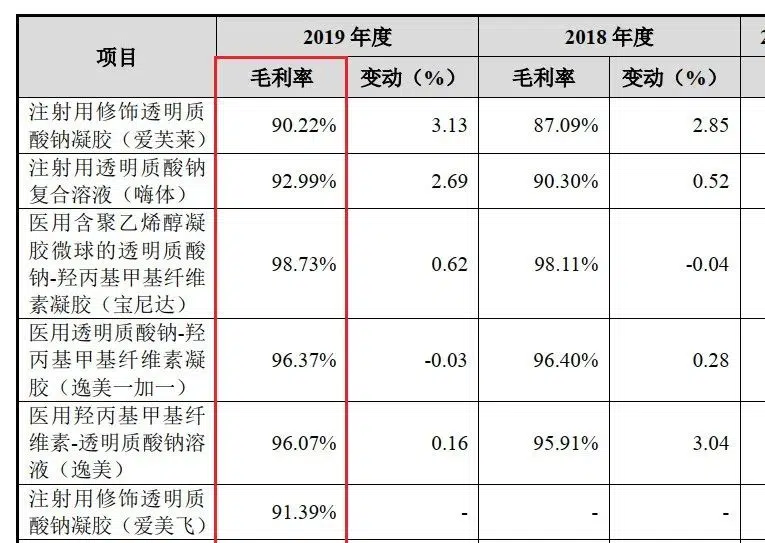 项目
2019 年度
2018 年度
2
毛利率
变动（%）
毛利率
变动（%）
注射用修饰透明质
酸钠凝胶（爱芙莱）
90.22%
3.13
87.09%
2.85
注射用透明质酸钠
复合溶液（嗨体）
92.99%
2.69
90.30%
0.52
医用含聚乙烯醇凝
胶微球的透明质酸
钠-羟丙基甲基纤维
素凝胶（宝尼达）
98.73%
0.62
98.11%
-0.04
医用透明质酸钠-羟
丙基甲基纤维素凝
胶（逸美一加一）
96.37%
-0.03
96.40%
0.28
医用羟丙基甲基纤
维素-透明质酸钠溶
液（逸美）
96.07%
0.16
95.91%
3.04
注射用修饰透明质
酸钠凝胶（爱美飞）
91.39%
-
-
-